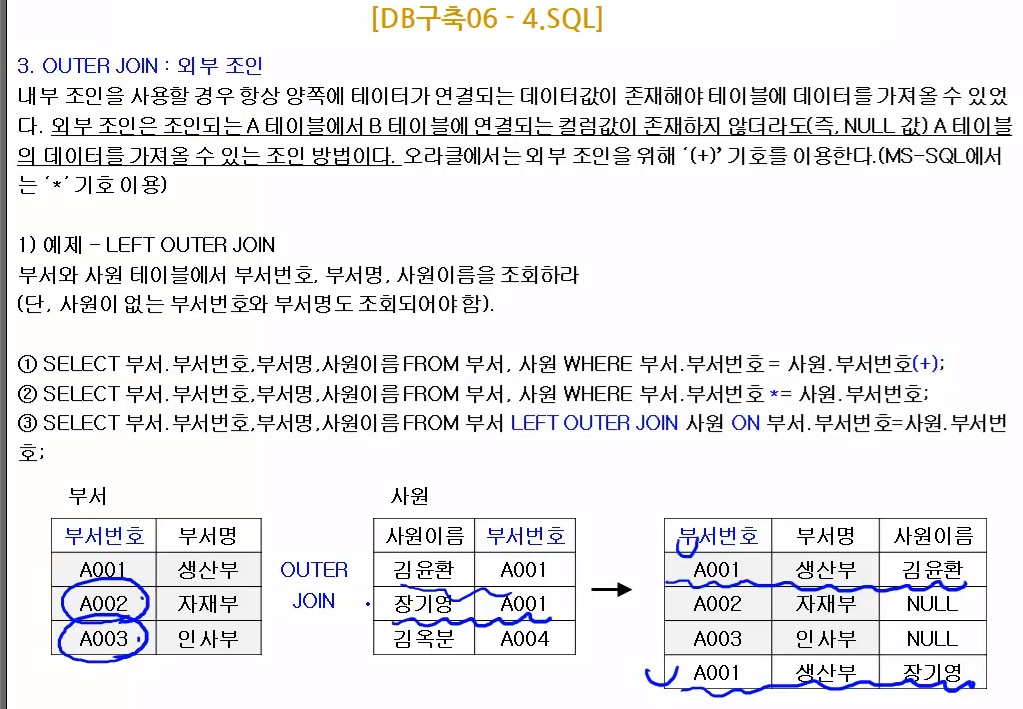 [DB구축06 - 4.SQL]
3. OUTER JOIN : 외부 조인
내부 조인을 사용할 경우 항상 양쪽에 테이터가 연결되는 데이터값이 존재해야 테이블에 데이터를 가져올 수 있었
다. 외부 조인은 조인되는 A 테이블에서 B 테이블에 연결되는 컬럼값이 존재하지 않더라도(즉, NULL 값) A 테이블
의 데이터를 가져올 수 있는 조인 방법이다. 오라클에서는 외부 조인을 위해 ‘(+)’ 기호를 이용한다.(MS-SQL에서
는 ‘*’ 기호 이용)
1) 예제 - LEFT OUTER JOIN
부서와 사원 테이블에서 부서번호, 부서명, 사원이름을 조회하라
(단, 사원이 없는 부서번호와 부서명도 조회되어야 함).
① SELECT 부서.부서번호,부서명,사원이름 FROM 부서, 사원 WHERE 부서.부서번호 = 사원.부서번호(+);
② SELECT 부서.부서번호,부서명,사원이름 FROM 부서, 사원 WHERE 부서.부서번호 *= 사원.부서번호;
③ SELECT 부서.부서번호,부서명,사원이름 FROM 부서 LEFT OUTER JOIN 사원 ON 부서.부서번호=사원.부서번
호;
부서 사원
부서번호 부서명 사원이름 부서번호 부서번호 부서명 사원이름
A001 생산부 OUTER 김윤환 A001 A001 생산부 김윤환
A002 자재부 JOIN 장기영 A001 A002 자재부 NULL
A003 인사부 김옥분 A004 A003 인사부 NULL
A001 생산부 장기영